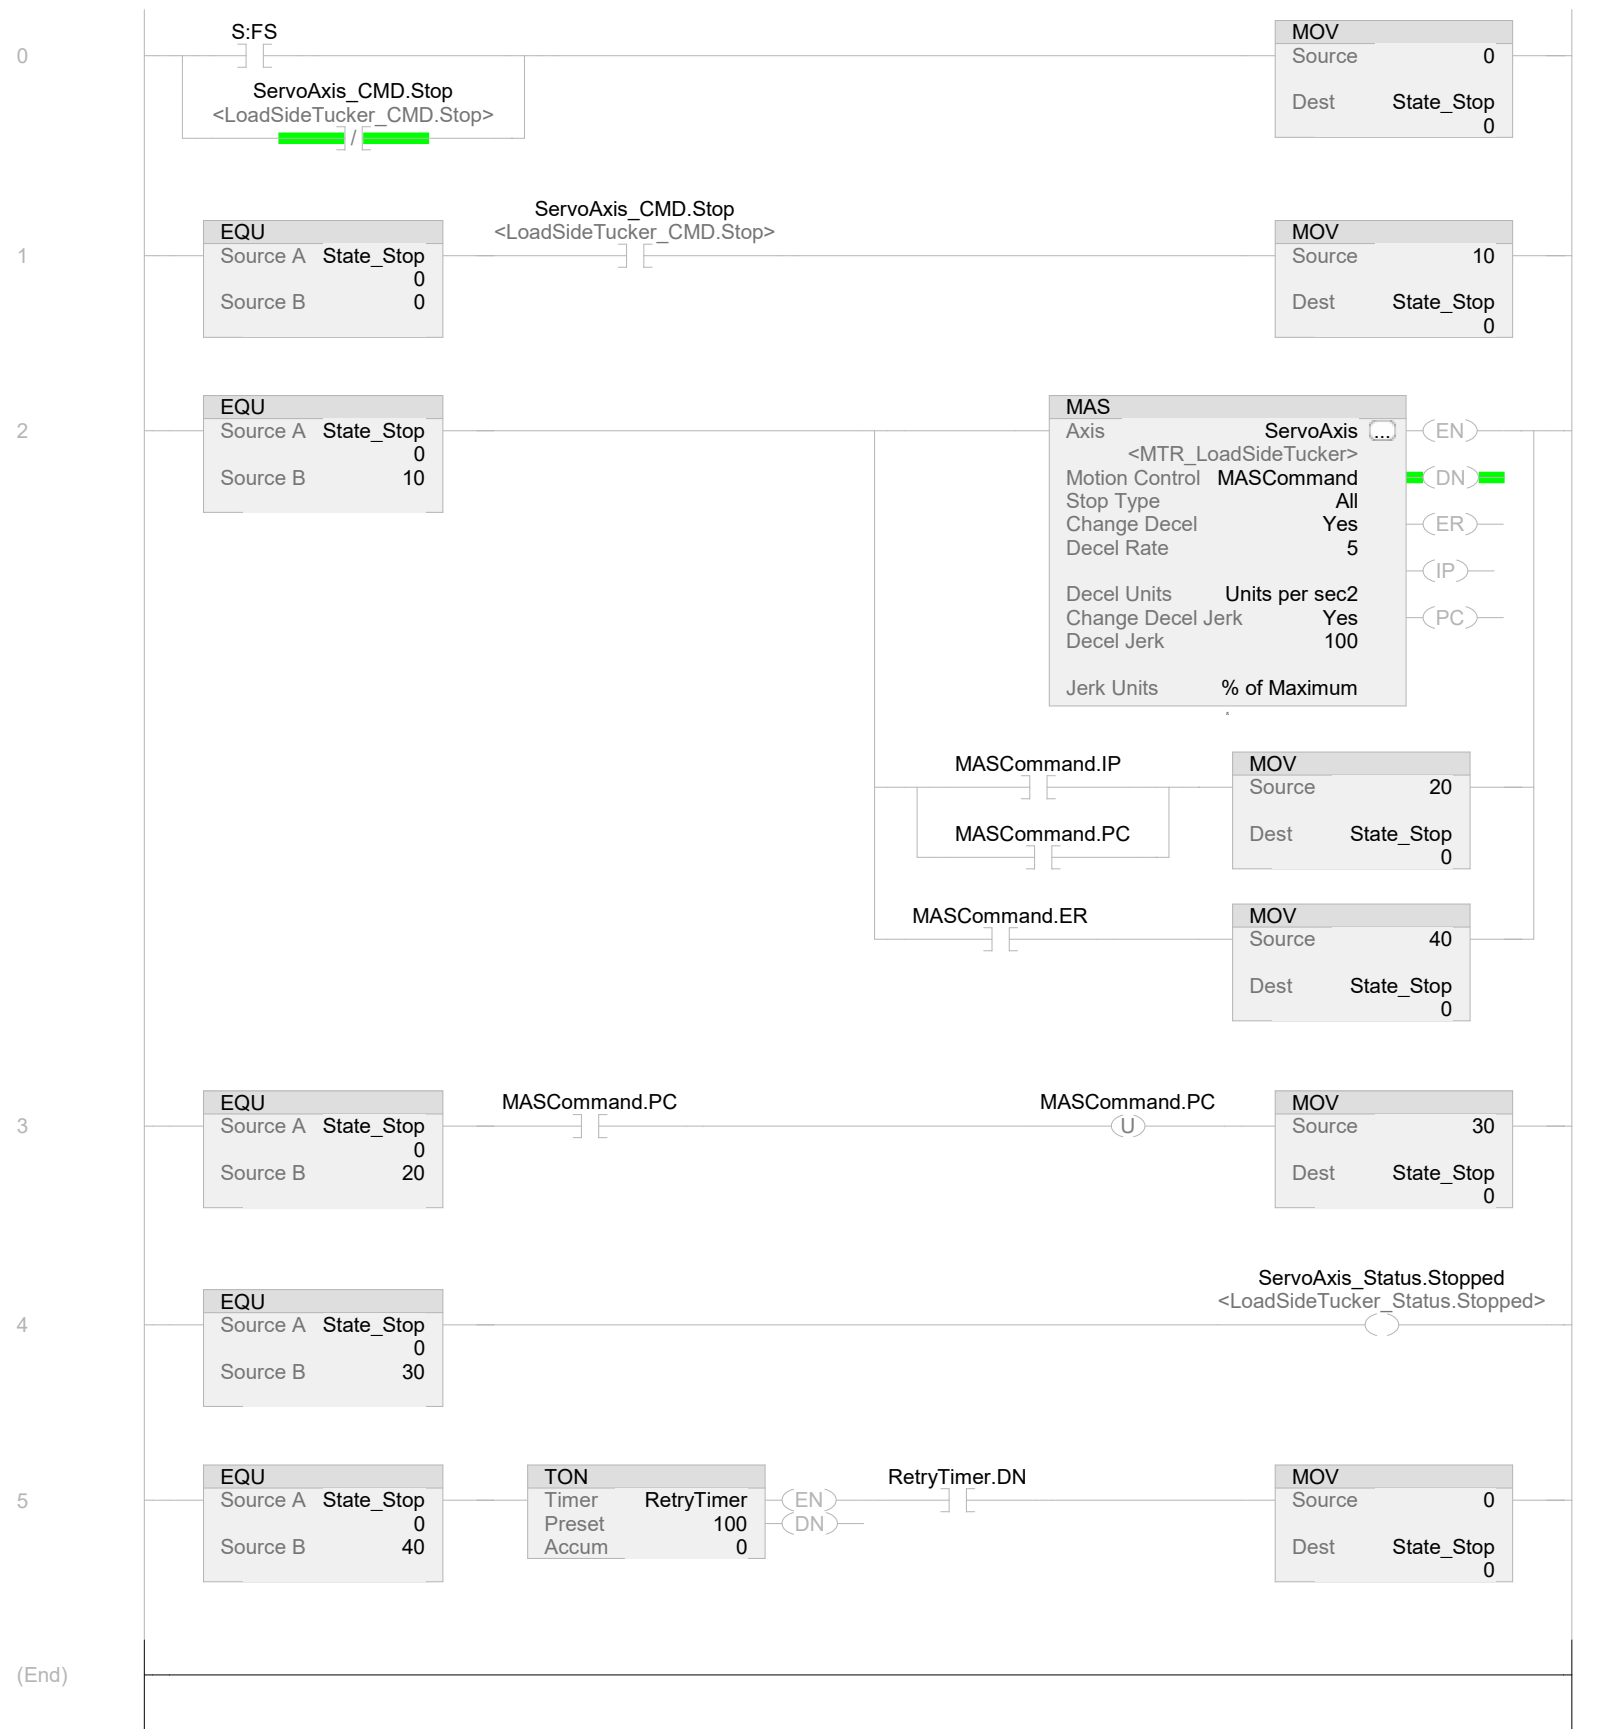 0
S:FS
ServoAxis_CMD.Stop
<LoadSideTucker_CMD.Stop>
/
MOV
Source 0
Dest State_Stop
0
1
EQU
Source A State_Stop
0
Source B 0
ServoAxis_CMD.Stop
<LoadSideTucker_CMD.Stop>
MOV
Source 10
Dest State_Stop
0
2
EQU
Source A State_Stop
0
Source B 10
MAS
Axis ServoAxis ...
<MTR_LoadSideTucker>
Motion Control MASCommand
Stop Type All
Change Decel Yes
Decel Rate 5
Decel Units Units per sec2
Change Decel Jerk Yes
Decel Jerk 100
Jerk Units % of Maximum
EN
DN
ER
IP
PC
MASCommand.IP
MASCommand.PC
MOV
Source 20
Dest State_Stop
0
MASCommand.ER
MOV
Source 40
Dest State_Stop
0
3
EQU
Source A State_Stop
0
Source B 20
MASCommand.PC
MASCommand.PC
U
MOV
Source 30
Dest State_Stop
0
4
EQU
Source A State_Stop
0
Source B 30
ServoAxis_Status.Stopped
<LoadSideTucker_Status.Stopped>
5
EQU
Source A State_Stop
0
Source B 40
TON
Timer RetryTimer
Preset 100
Accum 0
EN
DN
RetryTimer.DN
MOV
Source 0
Dest State_Stop
0
(End)